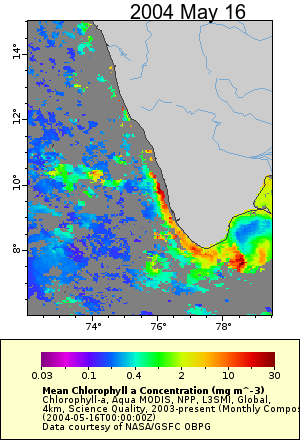 2004 May 16
14°
12°
10°
8°
74°
76°
78°
0.03
0.1
0.4
1
4
10
30
Mean Chlorophyll a Concentration (mg m^-3)
Chlorophyll-a, Aqua MODIS, NPP, L3SMI, Global,
4km, Science Quality, 2003-present (Monthly Compos
(2004-05-16T00:00:00Z)
Data courtesy of NASA/GSFC OBPG